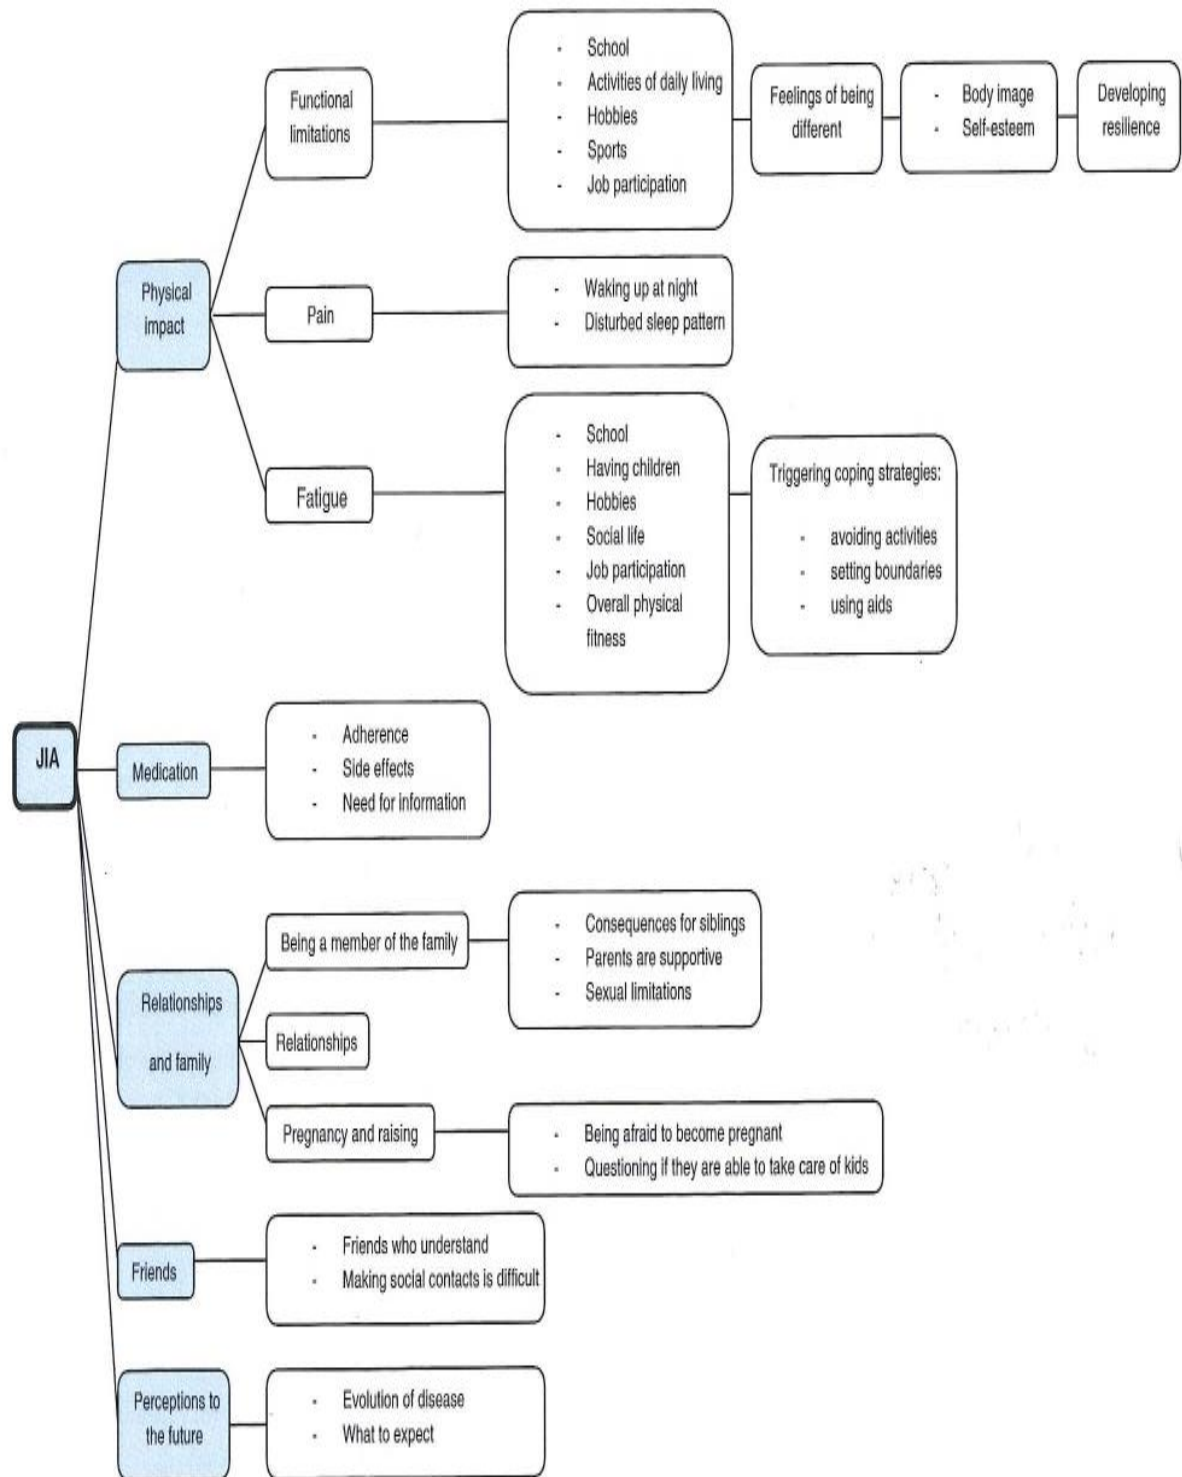 - School
- Activities of daily living
- Hobbies
- Sports
- Job participation
Functional
limitations
Feelings of being
different
- Body image
- Self-esteem
Developing
resilience
Physical
impact
Pain
- Waking up at night
- Disturbed sleep pattern
Fatigue
- School
- Having children
- Hobbies
- Social life
- Job participation
- Overall physical
fitness
Triggering coping strategies:
- avoiding activities
- setting boundaries
- using aids
JIA
Medication
- Adherence
- Side effects
- Need for information
Relationships
and family
Being a member of the family
- Consequences for siblings
- Parents are supportive
- Sexual limitations
Relationships
Pregnancy and raising
- Being afraid to become pregnant
- Questioning if they are able to take care of kids
Friends
- Friends who understand
- Making social contacts is difficult
Perceptions to
the future
- Evolution of disease
- What to expect